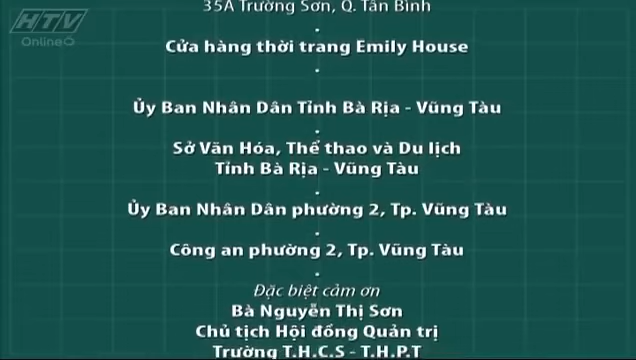 HTV
Online
35A Trường Sơn, Q. Tân Bình
Cửa hàng thời trang Emily House
Ủy Ban Nhân Dân Tỉnh Bà Rịa - Vũng Tàu
Sở Văn Hóa, Thể thao và Du lịch
Tỉnh Bà Rịa - Vũng Tàu
Ủy Ban Nhân Dân phường 2, Tp. Vũng Tàu
Công an phường 2, Tp. Vũng Tàu
Đặc biệt cảm ơn
Bà Nguyễn Thị Sơn
Chủ tịch Hội đồng Quản trị
Trường T.H.C.S - T.H.P.T